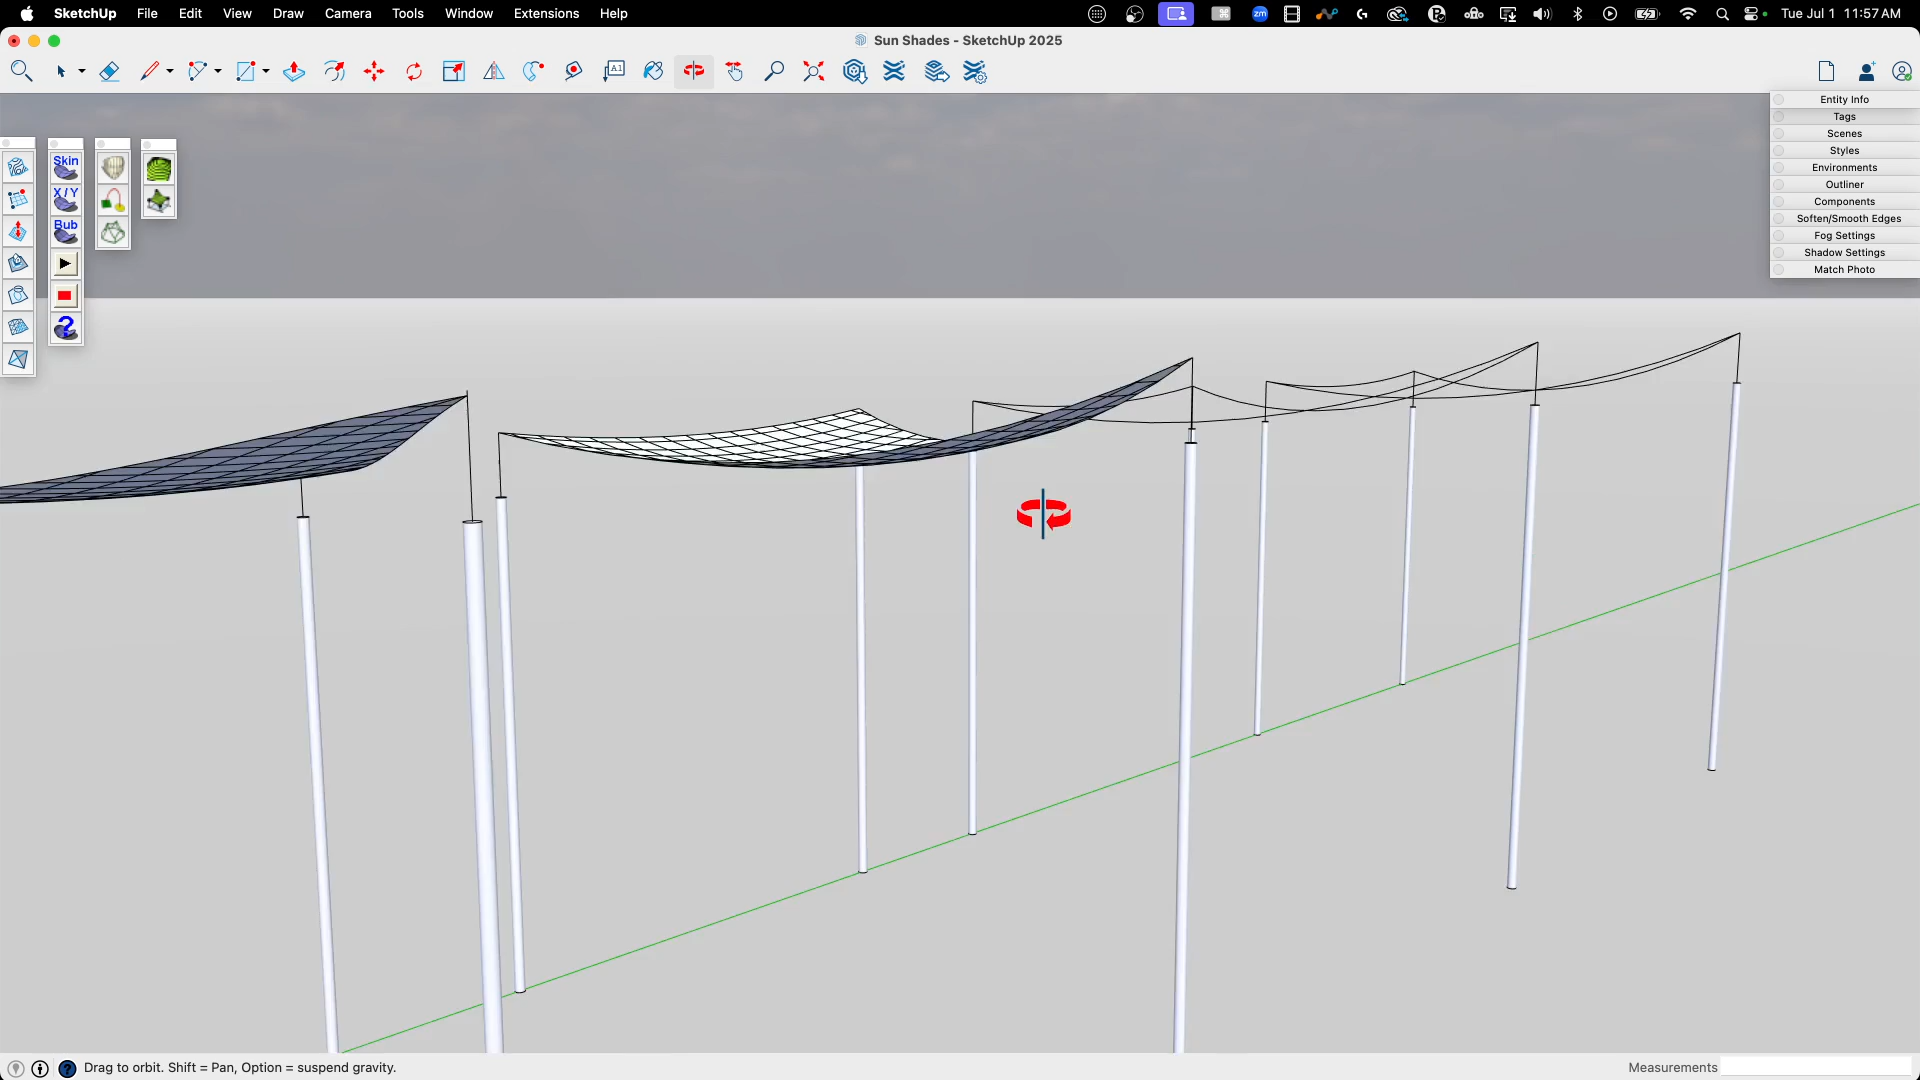 SketchUp File Edit View Draw Camera Tools Window Extensions Help zm Tue Jul 1 11:57 AM
Sun Shades - SketchUp 2025
A1
Entity Info
Tags
Scenes
Styles
Environments
Outliner
Components
Soften/Smooth Edges
Fog Settings
Shadow Settings
Match Photo
Skin
X/Y
Bub
?
Drag to orbit. Shift = Pan, Option = suspend gravity.
Measurements